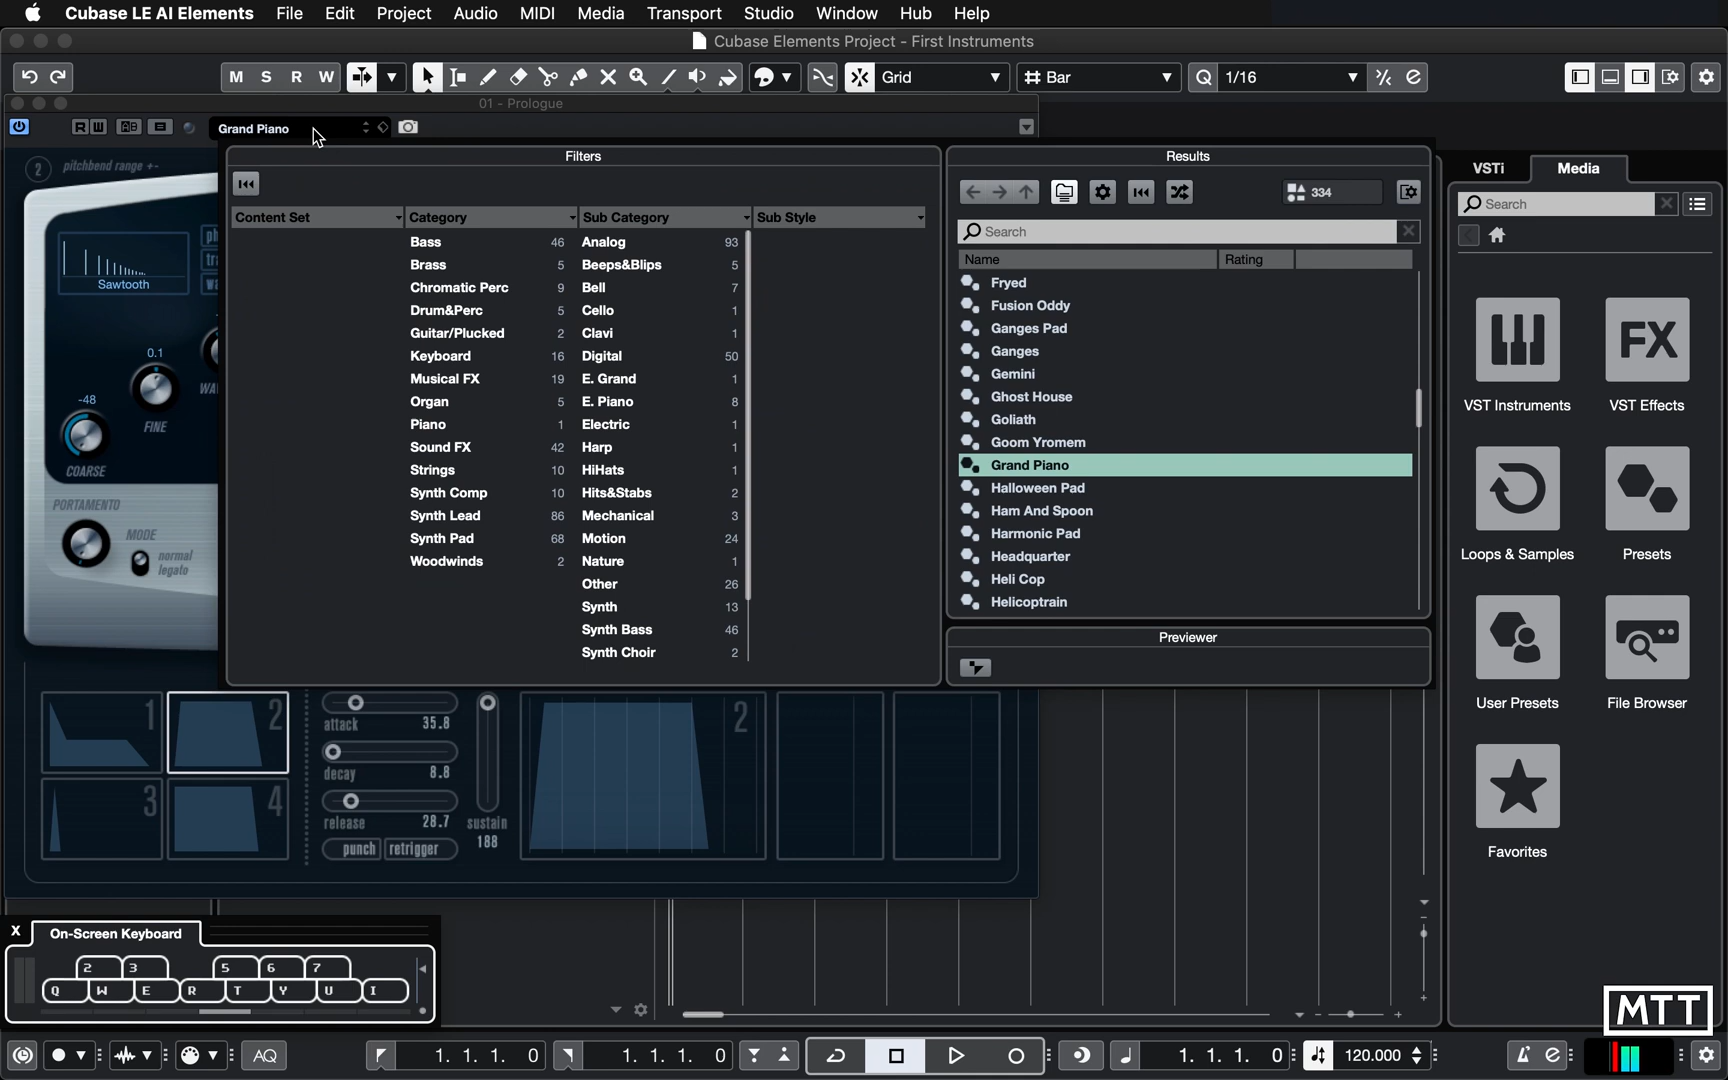 Cubase LE AI Elements File Edit Project Audio MIDI Media Transport Studio Window Hub Help
Cubase Elements Project - First Instruments
M S R W Grid Bar Q 1/16
01 - Prologue
R W Grand Piano
Filters
Content Set Category Sub Category Sub Style
Bass 46 Analog 93
Brass 5 Beeps&Blips 5
Chromatic Perc 9 Bell 7
Drum&Perc 5 Cello 1
Guitar/Plucked 2 Clavi 1
Keyboard 16 Digital 50
Musical FX 19 E. Grand 1
Organ 5 E. Piano 8
Piano 1 Electric 1
Sound FX 42 Harp 1
Strings 10 HiHats 1
Synth Comp 10 Hits&Stabs 2
Synth Lead 86 Mechanical 3
Synth Pad 68 Motion 24
Woodwinds 2 Nature 1
Other 26
Synth 13
Synth Bass 46
Synth Choir 2
Results
334
Search
Name Rating
Fryed
Fusion Oddy
Ganges Pad
Ganges
Gemini
Ghost House
Goliath
Goom Yromem
Grand Piano
Halloween Pad
Ham And Spoon
Harmonic Pad
Headquarter
Heli Cop
Helicoptrain
Previewer
VSTi Media
Search
VST Instruments
FX
VST Effects
Loops & Samples
Presets
User Presets
File Browser
Favorites
2 pitchbend range +-
Sawtooth
0.1
FINE
-48
COARSE
PORTAMENTO
MODE
normal
legato
1 2
3 4
attack 35.8
decay 8.8
release 28.7
punch retrigger
sustain
188
2
X On-Screen Keyboard
2 3 5 6 7
Q W E R T Y U I
MTT
AQ 1. 1. 1. 0 1. 1. 1. 0 1. 1. 1. 0 120.000